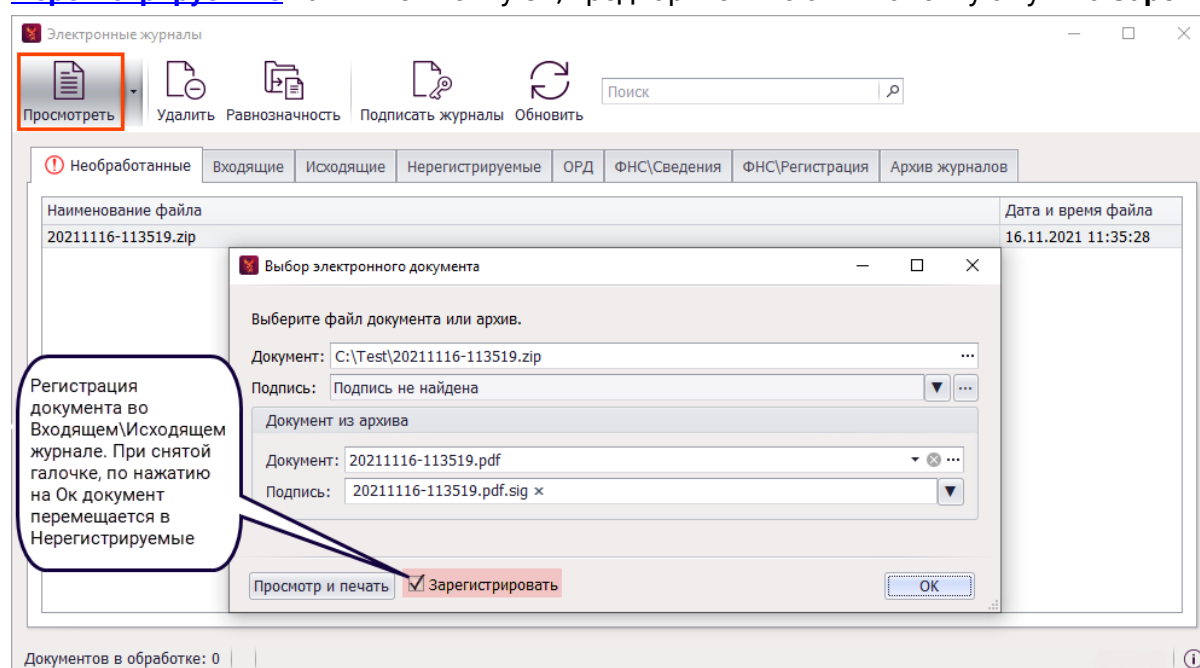 Электронные журналы
Просмотреть Удалить Равнозначность Подписать журналы Обновить
Поиск
Необработанные Входящие Исходящие Нерегистрируемые ОРД ФНС\Сведения ФНС\Регистрация Архив журналов
Наименование файла Дата и время файла
20211116-113519.zip 16.11.2021 11:35:28
Выбор электронного документа
Выберите файл документа или архив.
Документ: C:\Test\20211116-113519.zip
Подпись: Подпись не найдена
Документ из архива
Документ: 20211116-113519.pdf
Подпись: 20211116-113519.pdf.sig ×
Регистрация
документа во
Входящем\Исходящем
журнале. При снятой
галочке, по нажатию
на Ок документ
перемещается в
Нерегистрируемые
Просмотр и печать Зарегистрировать OK
Документов в обработке: 0